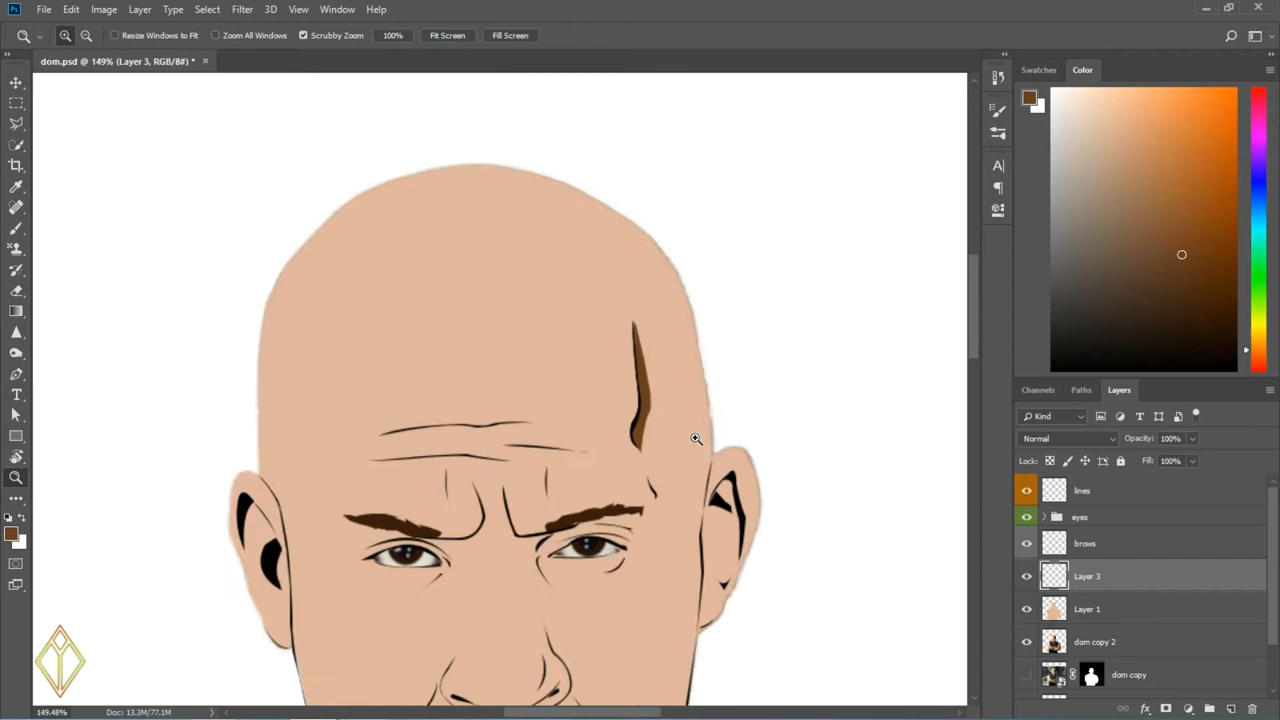 Ps File Edit Image Layer Type Select Filter 3D View Window Help
Resize Windows to Fit Zoom All Windows Scrubby Zoom 100% Fit Screen Fill Screen
dom.psd @ 149% (Layer 3, RGB/8#) * ×
Swatches Color
Channels Paths Layers
Kind
Normal Opacity: 100%
Lock: Fill: 100%
lines
eyes
brows
Layer 3
Layer 1
dom copy 2
dom copy
149.48% Doc: 13.3M/77.1M